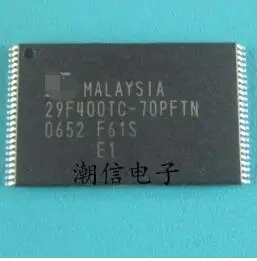 MALAYSIA
29F400TC-70PFTN
0652 F61S
E1
潮信电子